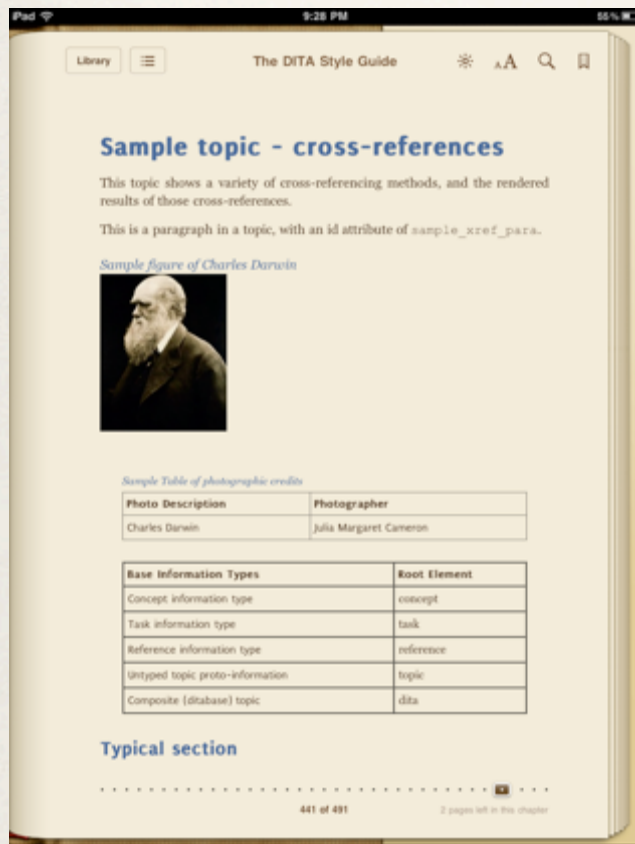 iPad 9:28 PM 55%
Library The DITA Style Guide AA
Sample topic - cross-references
This topic shows a variety of cross-referencing methods, and the rendered
results of those cross-references.
This is a paragraph in a topic, with an id attribute of sample_xref_para.
Sample figure of Charles Darwin
Sample Table of photographic credits
Photo Description Photographer
Charles Darwin Julia Margaret Cameron
Base Information Types Root Element
Concept information type concept
Task information type task
Reference information type reference
Untyped topic proto-information topic
Composite (ditabase) topic dita
Typical section
441 of 491 2 pages left in this chapter